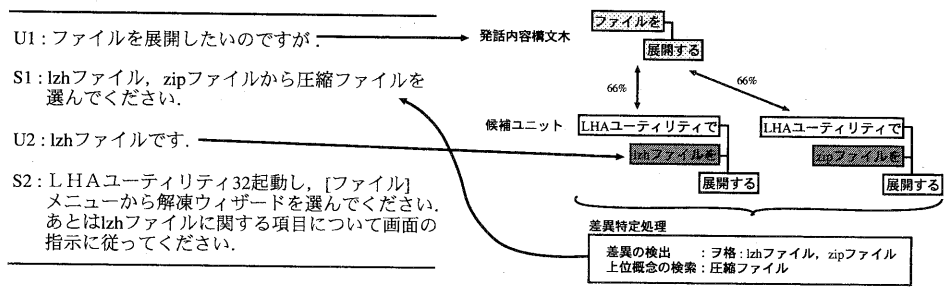 U1 : ファイルを展開したいのですが．
S1 : lzhファイル，zipファイルから圧縮ファイルを
選んでください．
U2 : lzhファイルです．
S2 : ＬＨＡユーティリティ32起動し，[ファイル]
メニューから解凍ウィザードを選んでください．
あとはlzhファイルに関する項目について画面の
指示に従ってください．
発話内容構文木
ファイルを
展開する
66%
66%
候補ユニット
LHAユーティリティで
lzhファイルを
展開する
LHAユーティリティで
zipファイルを
展開する
差異特定処理
差異の検出　　: ヲ格 : lzhファイル，zipファイル
上位概念の検索 : 圧縮ファイル